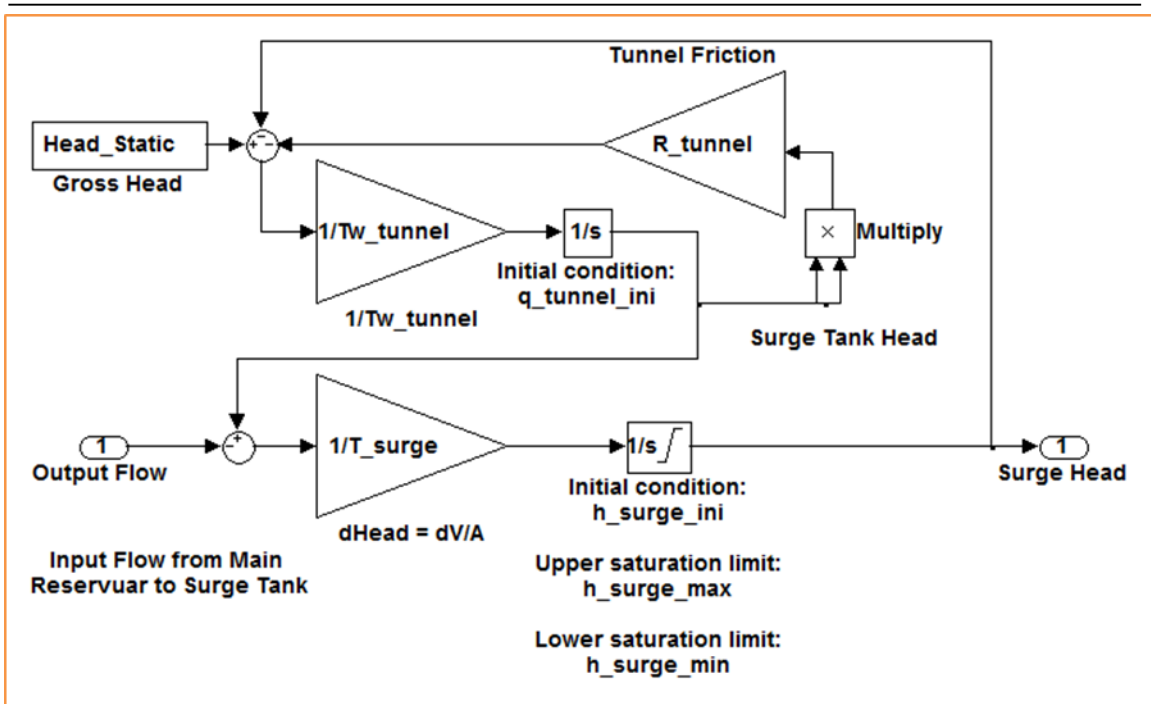 Tunnel Friction
Head_Static
+
-
-
R_tunnel
Gross Head
1/Tw_tunnel
1/s
×
Multiply
Initial condition:
q_tunnel_ini
1/Tw_tunnel
Surge Tank Head
1
-
+
1/T_surge
1/s
1
Output Flow
Surge Head
Initial condition:
h_surge_ini
dHead = dV/A
Input Flow from Main
Reservuar to Surge Tank
Upper saturation limit:
h_surge_max
Lower saturation limit:
h_surge_min